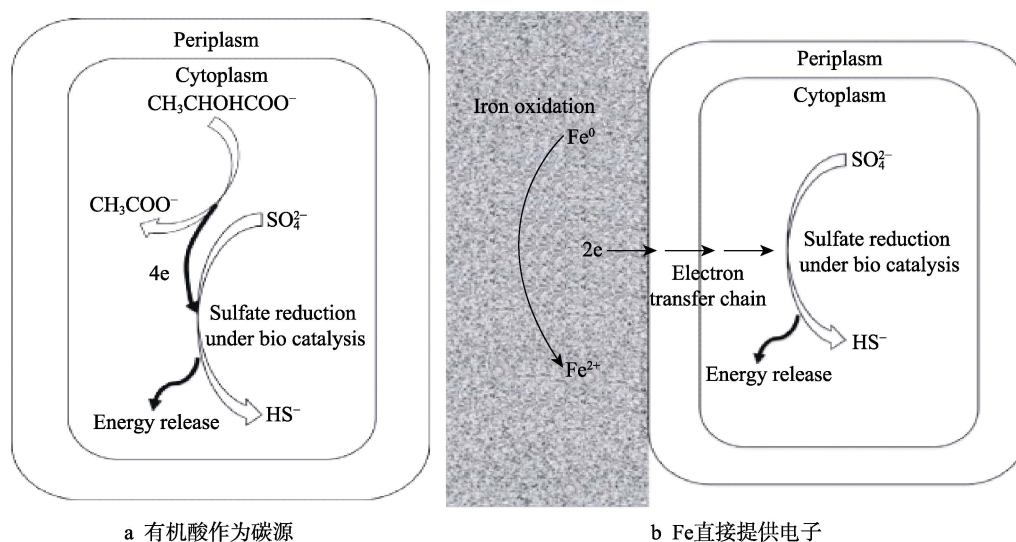 Periplasm
Cytoplasm
CH₃CHOHCOO⁻
CH₃COO⁻
SO₄²⁻
4e
Sulfate reduction
under bio catalysis
Energy release
HS⁻
a 有机酸作为碳源
Iron oxidation
Fe⁰
2e
Fe²⁺
Periplasm
Cytoplasm
SO₄²⁻
Electron
transfer chain
Sulfate reduction
under bio catalysis
HS⁻
Energy release
b Fe直接提供电子